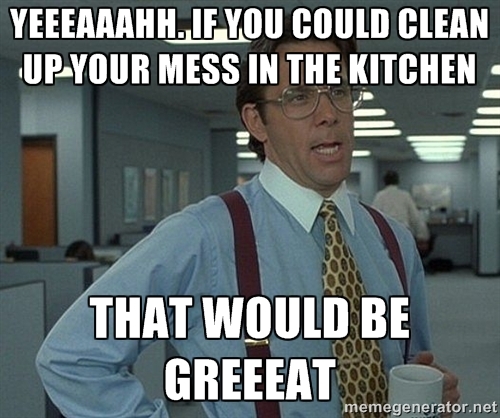 YEEEAAAHH. IF YOU COULD CLEAN
UP YOUR MESS IN THE KITCHEN
THAT WOULD BE
GREEEAT
memegenerator.net